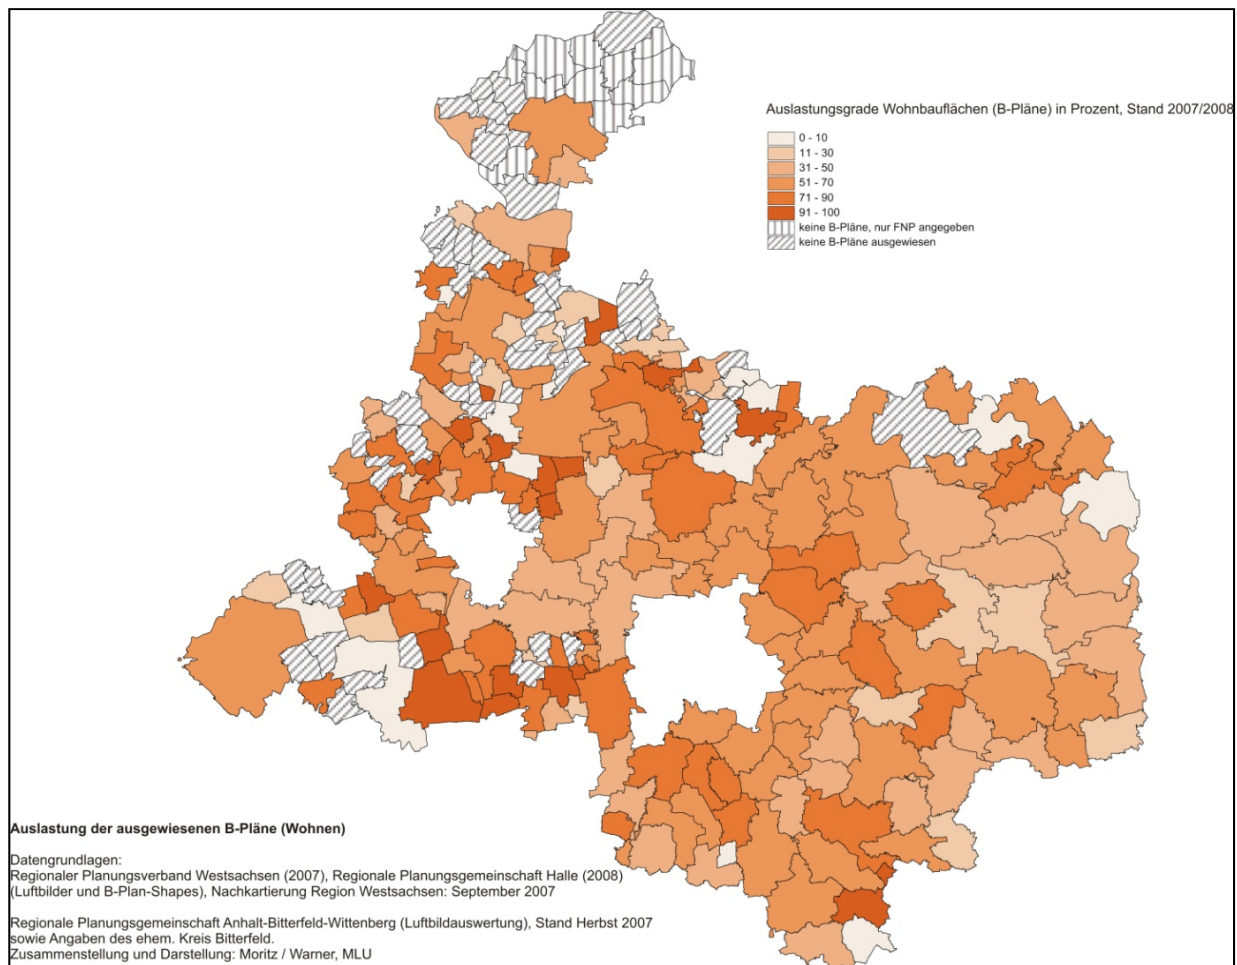 Auslastungsgrade Wohnbauflächen (B-Pläne) in Prozent, Stand 2007/2008
0 - 10
11 - 30
31 - 50
51 - 70
71 - 90
91 - 100
keine B-Pläne, nur FNP angegeben
keine B-Pläne ausgewiesen
Auslastung der ausgewiesenen B-Pläne (Wohnen)
Datengrundlagen:
Regionaler Planungsverband Westsachsen (2007), Regionale Planungsgemeinschaft Halle (2008)
(Luftbilder und B-Plan-Shapes), Nachkartierung Region Westsachsen: September 2007
Regionale Planungsgemeinschaft Anhalt-Bitterfeld-Wittenberg (Luftbildauswertung), Stand Herbst 2007
sowie Angaben des ehem. Kreis Bitterfeld.
Zusammenstellung und Darstellung: Moritz / Warner, MLU